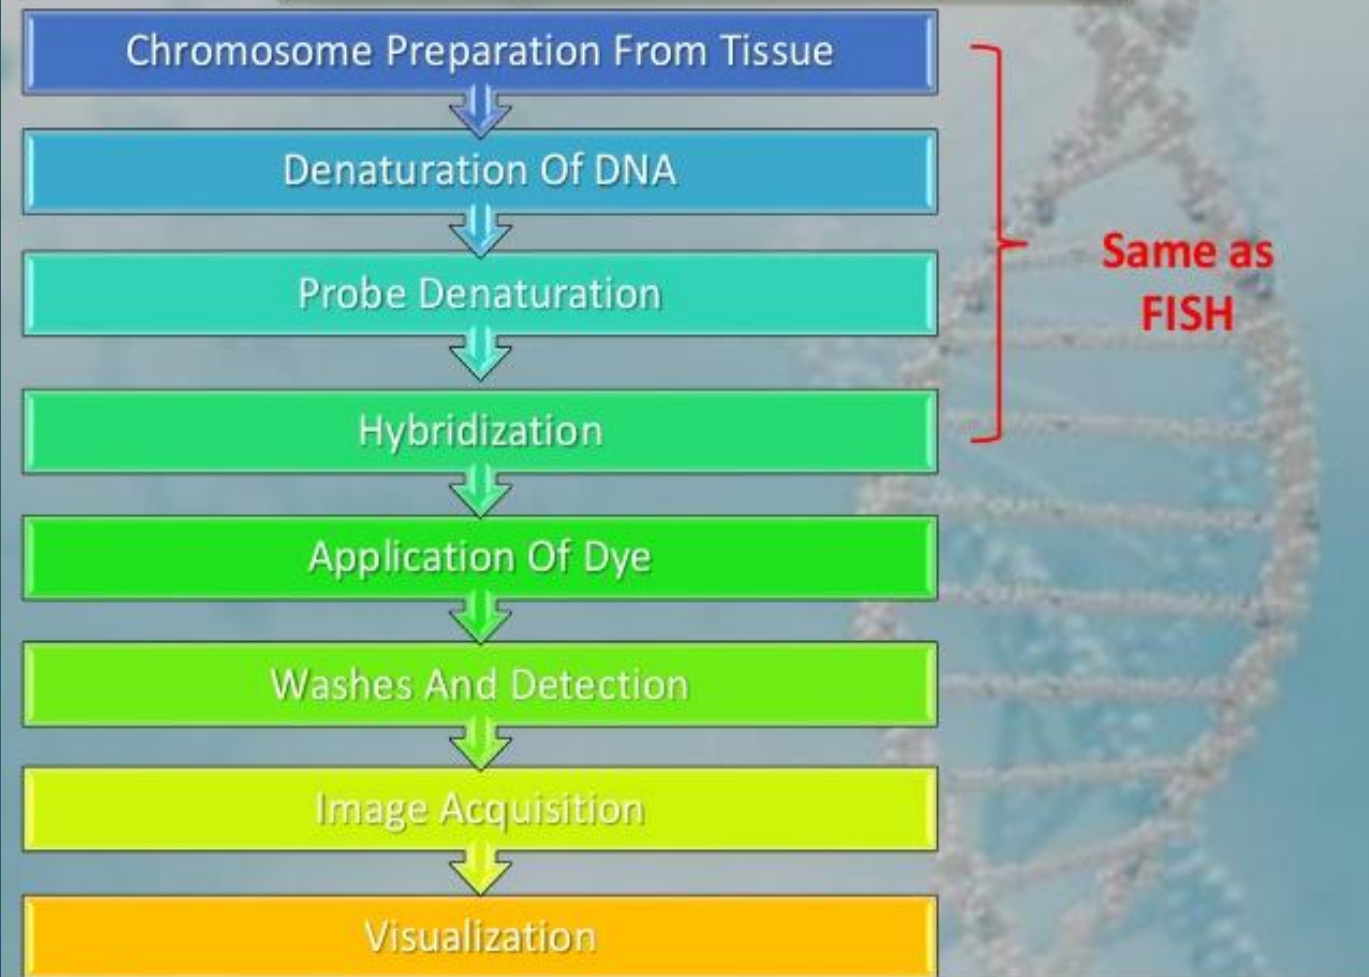 Chromosome Preparation From Tissue
Denaturation Of DNA
Probe Denaturation
Same as
FISH
Hybridization
Application Of Dye
Washes And Detection
Image Acquisition
Visualization